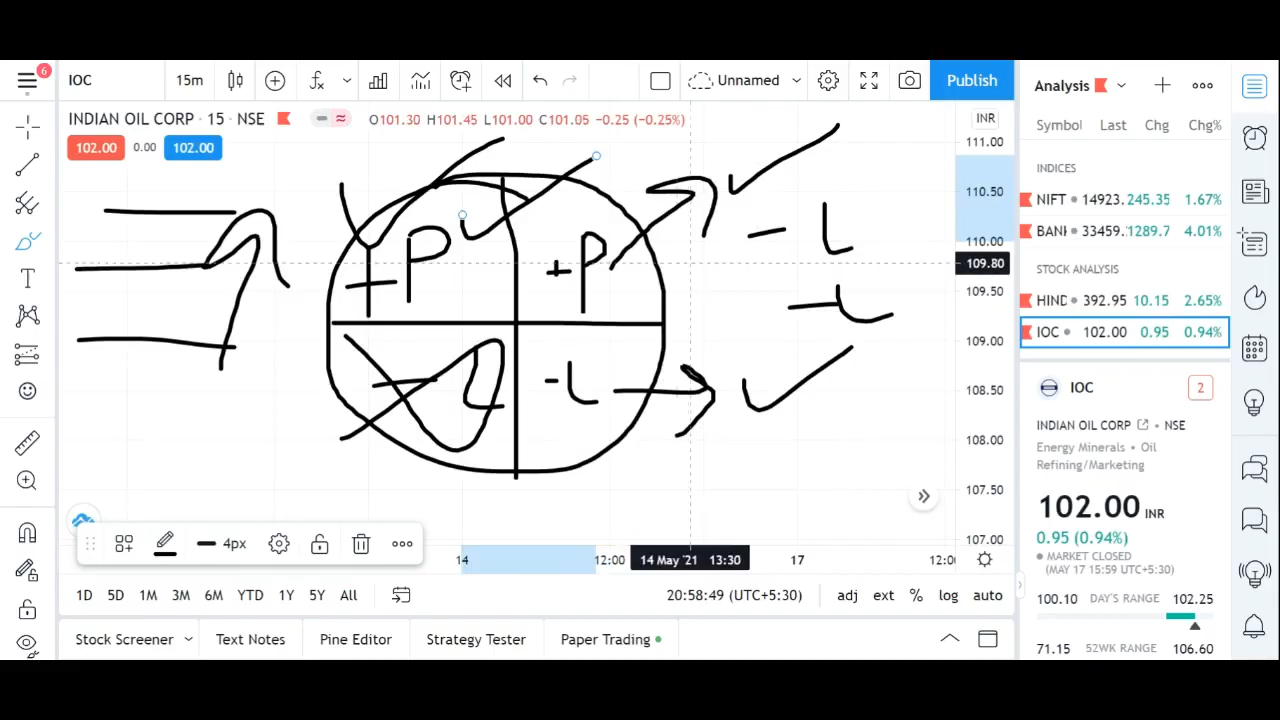 6
IOC 15m Unnamed Publish
INDIAN OIL CORP · 15 · NSE O101.30 H101.45 L101.00 C101.05 −0.25 (−0.25%)
102.00 0.00 102.00
INR
111.00
110.50
110.00
109.80
109.50
109.00
108.50
108.00
107.50
107.00
+P +P
-L
- L
-L
4px
14 12:00 14 May '21 13:30 17 12:0
1D 5D 1M 3M 6M YTD 1Y 5Y All 20:58:49 (UTC+5:30) adj ext % log auto
Stock Screener Text Notes Pine Editor Strategy Tester Paper Trading
Analysis
Symbol Last Chg Chg%
INDICES
NIFT 14923. 245.35 1.67%
BANI 33459. 1289.7 4.01%
STOCK ANALYSIS
HIND 392.95 10.15 2.65%
IOC 102.00 0.95 0.94%
IOC 2
INDIAN OIL CORP NSE
Energy Minerals • Oil
Refining/Marketing
102.00 INR
0.95 (0.94%)
MARKET CLOSED
(MAY 17 15:59 UTC+5:30)
100.10 DAY'S RANGE 102.25
71.15 52WK RANGE 106.60